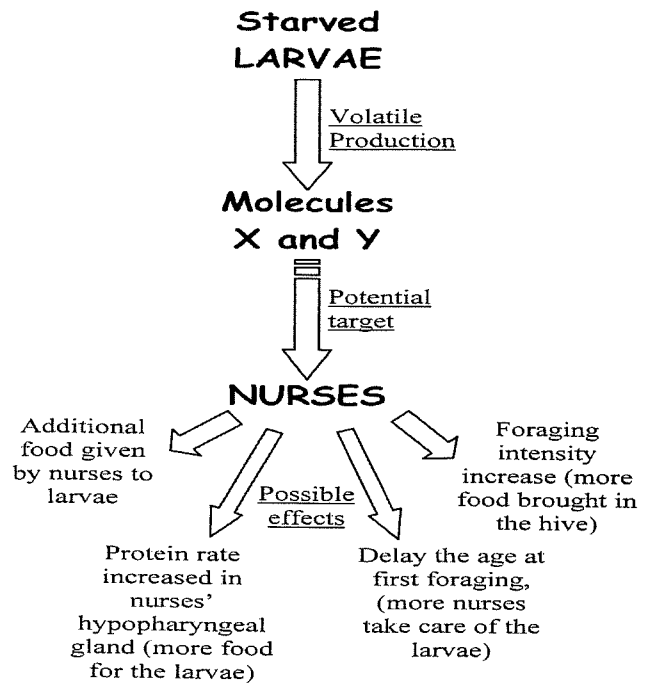 Starved
LARVAE
Volatile
Production
Molecules
X and Y
Potential
target
NURSES
Additional
food given
by nurses to
larvae
Foraging
intensity
increase (more
food brought in
the hive)
Possible
effects
Protein rate
increased in
nurses'
hypopharyngeal
gland (more food
for the larvae)
Delay the age at
first foraging,
(more nurses
take care of the
larvae)